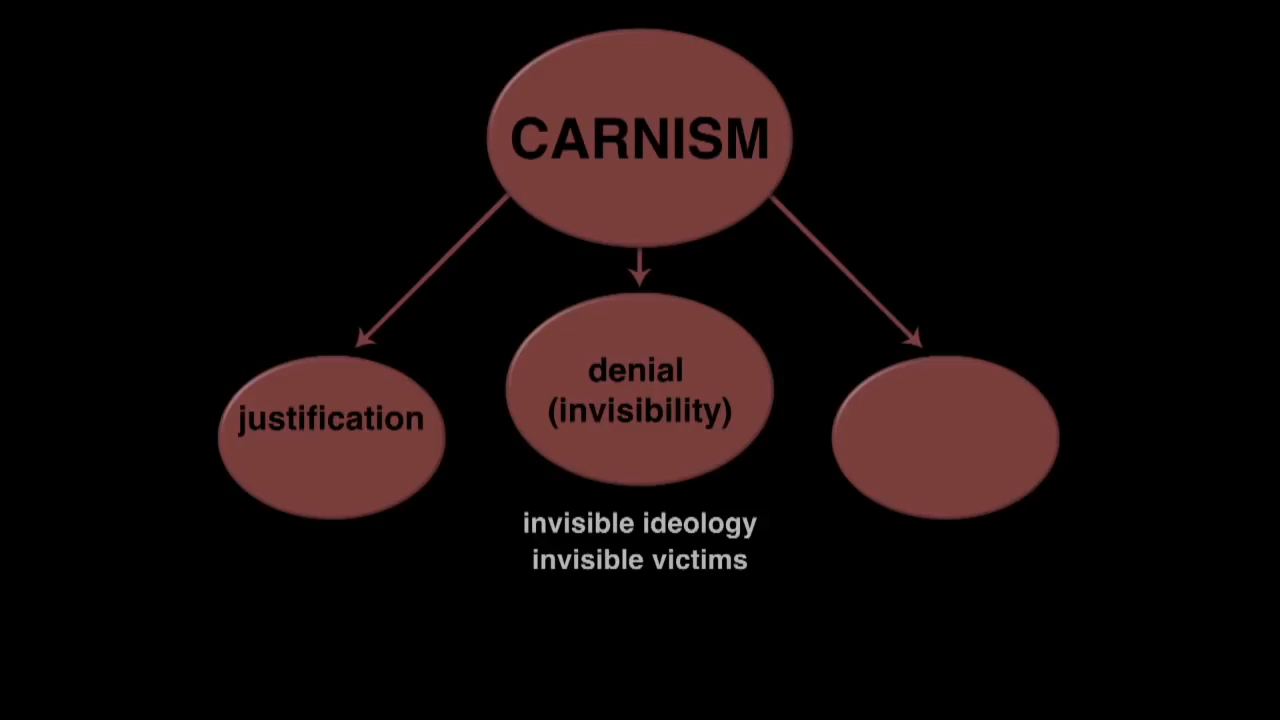 CARNISM
justification
denial
(invisibility)
invisible ideology
invisible victims